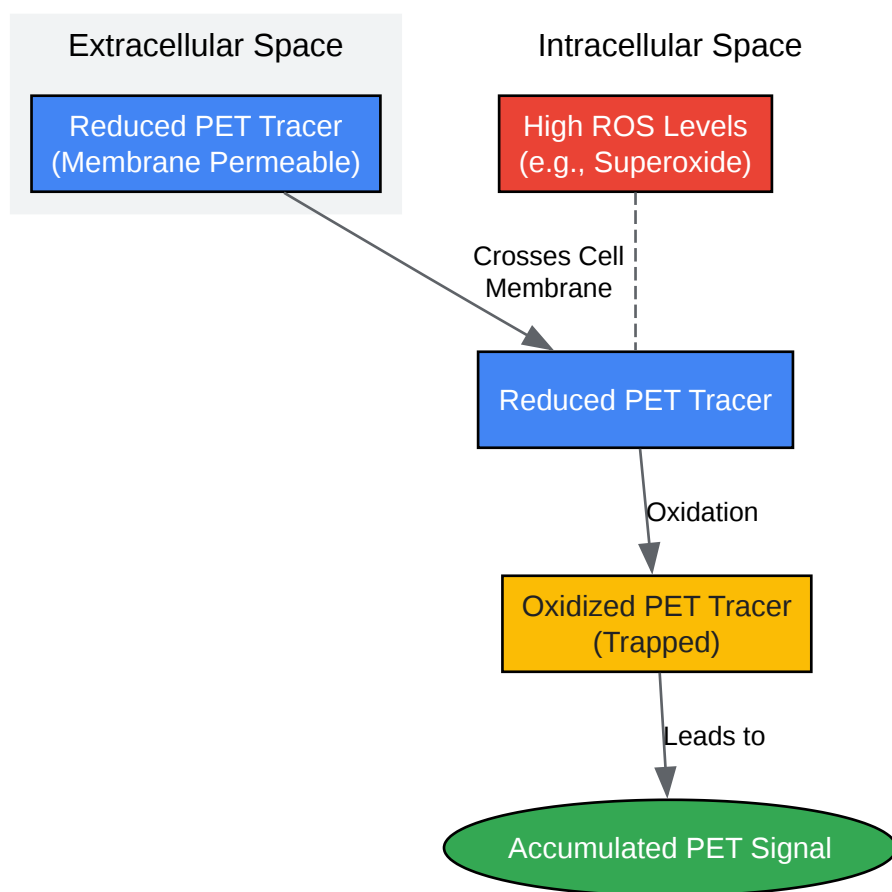 Extracellular Space
Intracellular Space
Reduced PET Tracer
(Membrane Permeable)
High ROS Levels
(e.g., Superoxide)
Crosses Cell
Membrane
Reduced PET Tracer
Oxidation
Oxidized PET Tracer
(Trapped)
Leads to
Accumulated PET Signal